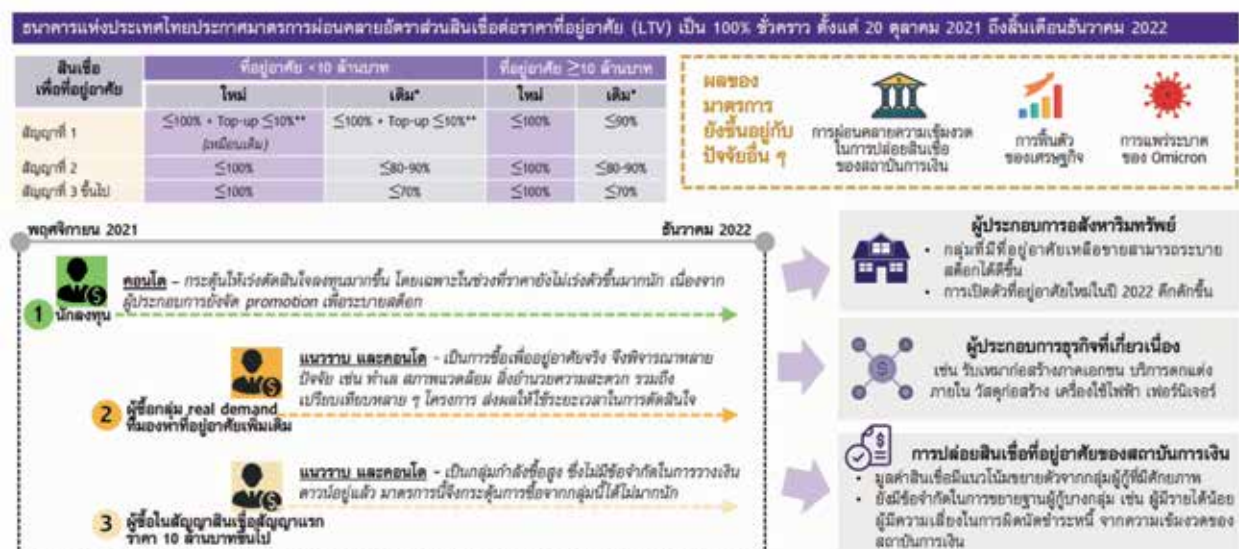 ธนาคารแห่งประเทศไทยประกาศมาตรการผ่อนคลายอัตราส่วนสินเชื่อต่อราคาที่อยู่อาศัย (LTV) เป็น 100% ชั่วคราว ตั้งแต่ 20 ตุลาคม 2021 ถึงสิ้นเดือนธันวาคม 2022
สินเชื่อ
เพื่อที่อยู่อาศัย
ที่อยู่อาศัย <10 ล้านบาท
ที่อยู่อาศัย ≥10 ล้านบาท
ใหม่
เดิม*
ใหม่
เดิม*
สัญญาที่ 1
≤100% + Top-up ≤10%**
(เหมือนเดิม)
≤100% + Top-up ≤10%**
≤100%
≤90%
สัญญาที่ 2
≤100%
≤80-90%
≤100%
≤80-90%
สัญญาที่ 3 ขึ้นไป
≤100%
≤70%
≤100%
≤70%
ผลของ
มาตรการ
ยังขึ้นอยู่กับ
ปัจจัยอื่น ๆ
การผ่อนคลายความเข้มงวด
ในการปล่อยสินเชื่อ
ของสถาบันการเงิน
การฟื้นตัว
ของเศรษฐกิจ
การแพร่ระบาด
ของ Omicron
พฤศจิกายน 2021
ธันวาคม 2022
1 นักลงทุน
คอนโด – กระตุ้นให้เร่งตัดสินใจลงทุนมากขึ้น โดยเฉพาะในช่วงที่ราคายังไม่เร่งตัวขึ้นมากนัก เนื่องจาก
ผู้ประกอบการยังจัด promotion เพื่อระบายสต็อก
2 ผู้ซื้อกลุ่ม real demand
ที่มองหาที่อยู่อาศัยเพิ่มเติม
แนวราบ และคอนโด - เป็นการซื้อเพื่ออยู่อาศัยจริง จึงพิจารณาหลาย
ปัจจัย เช่น ทำเล สภาพแวดล้อม สิ่งอำนวยความสะดวก รวมถึง
เปรียบเทียบหลาย ๆ โครงการ ส่งผลให้ใช้ระยะเวลาในการตัดสินใจ
3 ผู้ซื้อในสัญญาสินเชื่อสัญญาแรก
ราคา 10 ล้านบาทขึ้นไป
แนวราบ และคอนโด - เป็นกลุ่มกำลังซื้อสูง ซึ่งไม่มีข้อจำกัดในการวางเงิน
ดาวน์อยู่แล้ว มาตรการนี้จึงกระตุ้นการซื้อจากกลุ่มนี้ได้ไม่มากนัก
ผู้ประกอบการอสังหาริมทรัพย์
• กลุ่มที่มีที่อยู่อาศัยเหลือขายสามารถระบาย
สต็อกได้ดีขึ้น
• การเปิดตัวที่อยู่อาศัยใหม่ในปี 2022 คึกคักขึ้น
ผู้ประกอบการธุรกิจที่เกี่ยวเนื่อง
เช่น รับเหมาก่อสร้างภาคเอกชน บริการตกแต่ง
ภายใน วัสดุก่อสร้าง เครื่องใช้ไฟฟ้า เฟอร์นิเจอร์
การปล่อยสินเชื่อที่อยู่อาศัยของสถาบันการเงิน
• มูลค่าสินเชื่อมีแนวโน้มขยายตัวจากกลุ่มผู้กู้ที่มีศักยภาพ
• ยังมีข้อจำกัดในการขยายฐานผู้กู้บางกลุ่ม เช่น ผู้มีรายได้น้อย
ผู้มีความเสี่ยงในการผิดนัดชำระหนี้ จากความเข้มงวดของ
สถาบันการเงิน